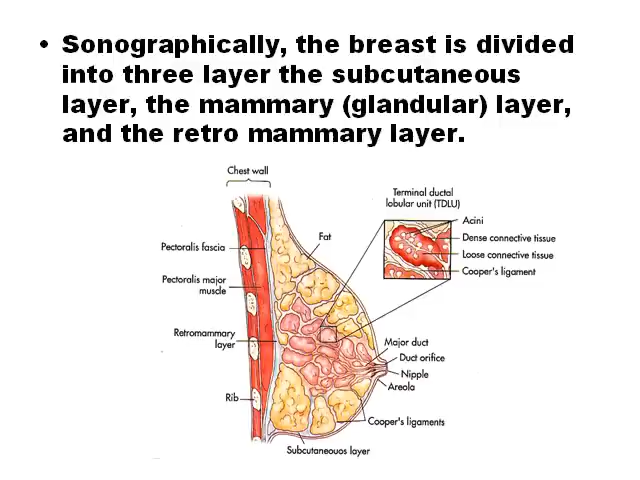 • Sonographically, the breast is divided
into three layer the subcutaneous
layer, the mammary (glandular) layer,
and the retro mammary layer.
Chest wall
Terminal ductal
lobular unit (TDLU)
Acini
Dense connective tissue
Loose connective tissue
Cooper's ligament
Fat
Pectoralis fascia
Pectoralis major
muscle
Retromammary
layer
Major duct
Duct orifice
Nipple
Areola
Rib
Cooper's ligaments
Subcutaneouos layer